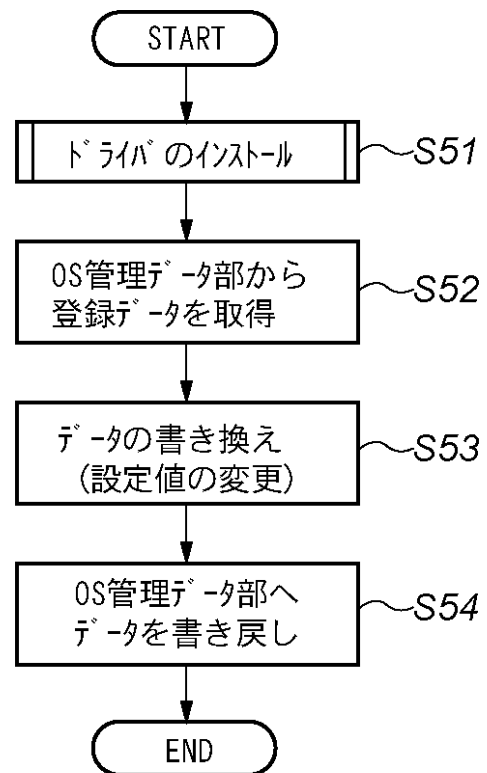 START
ﾄﾞﾗｲﾊﾞのｲﾝｽﾄｰﾙ
S51
OS管理ﾃﾞｰﾀ部から
登録ﾃﾞｰﾀを取得
S52
ﾃﾞｰﾀの書き換え
(設定値の変更)
S53
OS管理ﾃﾞｰﾀ部へ
ﾃﾞｰﾀを書き戻し
S54
END